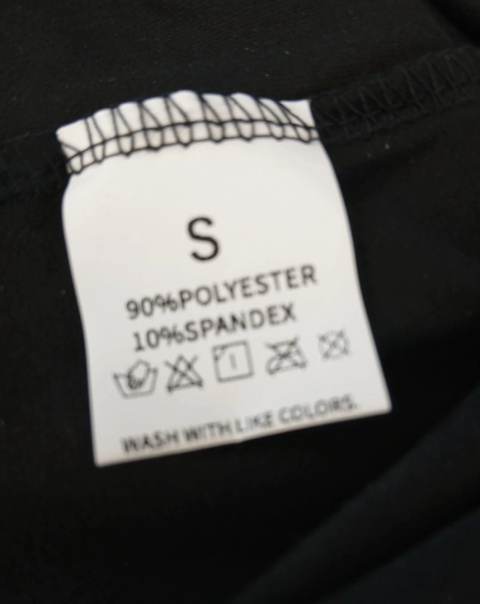 S
90%POLYESTER
10%SPANDEX
WASH WITH LIKE COLORS.